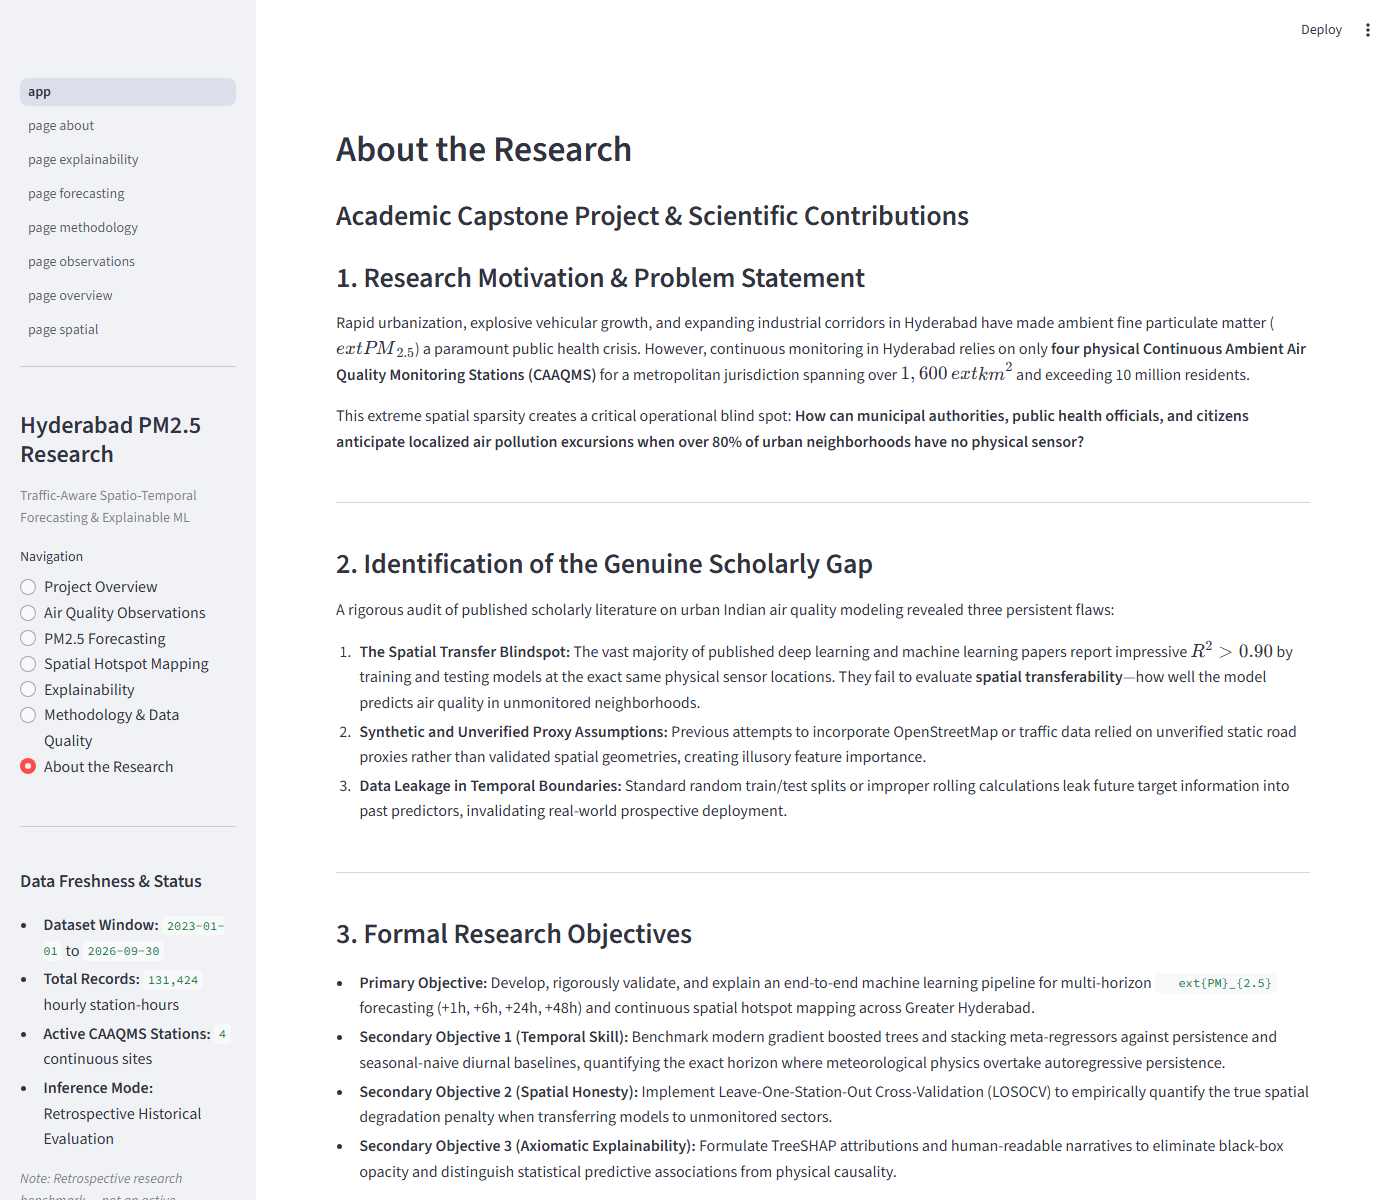 Deploy
app
page about
page explainability
page forecasting
page methodology
page observations
page overview
page spatial
Hyderabad PM2.5
Research
Traffic-Aware Spatio-Temporal
Forecasting & Explainable ML
Navigation
Project Overview
Air Quality Observations
PM2.5 Forecasting
Spatial Hotspot Mapping
Explainability
Methodology & Data
Quality
About the Research
Data Freshness & Status
• Dataset Window: 2023-01-
01 to 2026-09-30
• Total Records: 131,424
hourly station-hours
• Active CAAQMS Stations: 4
continuous sites
• Inference Mode:
Retrospective Historical
Evaluation
Note: Retrospective research
benchmark — not an active
About the Research
Academic Capstone Project & Scientific Contributions
1. Research Motivation & Problem Statement
Rapid urbanization, explosive vehicular growth, and expanding industrial corridors in Hyderabad have made ambient fine particulate matter (
extPM2.5) a paramount public health crisis. However, continuous monitoring in Hyderabad relies on only four physical Continuous Ambient Air
Quality Monitoring Stations (CAAQMS) for a metropolitan jurisdiction spanning over 1,600 extkm² and exceeding 10 million residents.
This extreme spatial sparsity creates a critical operational blind spot: How can municipal authorities, public health officials, and citizens
anticipate localized air pollution excursions when over 80% of urban neighborhoods have no physical sensor?
2. Identification of the Genuine Scholarly Gap
A rigorous audit of published scholarly literature on urban Indian air quality modeling revealed three persistent flaws:
1. The Spatial Transfer Blindspot: The vast majority of published deep learning and machine learning papers report impressive R² > 0.90 by
training and testing models at the exact same physical sensor locations. They fail to evaluate spatial transferability—how well the model
predicts air quality in unmonitored neighborhoods.
2. Synthetic and Unverified Proxy Assumptions: Previous attempts to incorporate OpenStreetMap or traffic data relied on unverified static road
proxies rather than validated spatial geometries, creating illusory feature importance.
3. Data Leakage in Temporal Boundaries: Standard random train/test splits or improper rolling calculations leak future target information into
past predictors, invalidating real-world prospective deployment.
3. Formal Research Objectives
• Primary Objective: Develop, rigorously validate, and explain an end-to-end machine learning pipeline for multi-horizon ext{PM}_{2.5}
forecasting (+1h, +6h, +24h, +48h) and continuous spatial hotspot mapping across Greater Hyderabad.
• Secondary Objective 1 (Temporal Skill): Benchmark modern gradient boosted trees and stacking meta-regressors against persistence and
seasonal-naive diurnal baselines, quantifying the exact horizon where meteorological physics overtake autoregressive persistence.
• Secondary Objective 2 (Spatial Honesty): Implement Leave-One-Station-Out Cross-Validation (LOSOCV) to empirically quantify the true spatial
degradation penalty when transferring models to unmonitored sectors.
• Secondary Objective 3 (Axiomatic Explainability): Formulate TreeSHAP attributions and human-readable narratives to eliminate black-box
opacity and distinguish statistical predictive associations from physical causality.